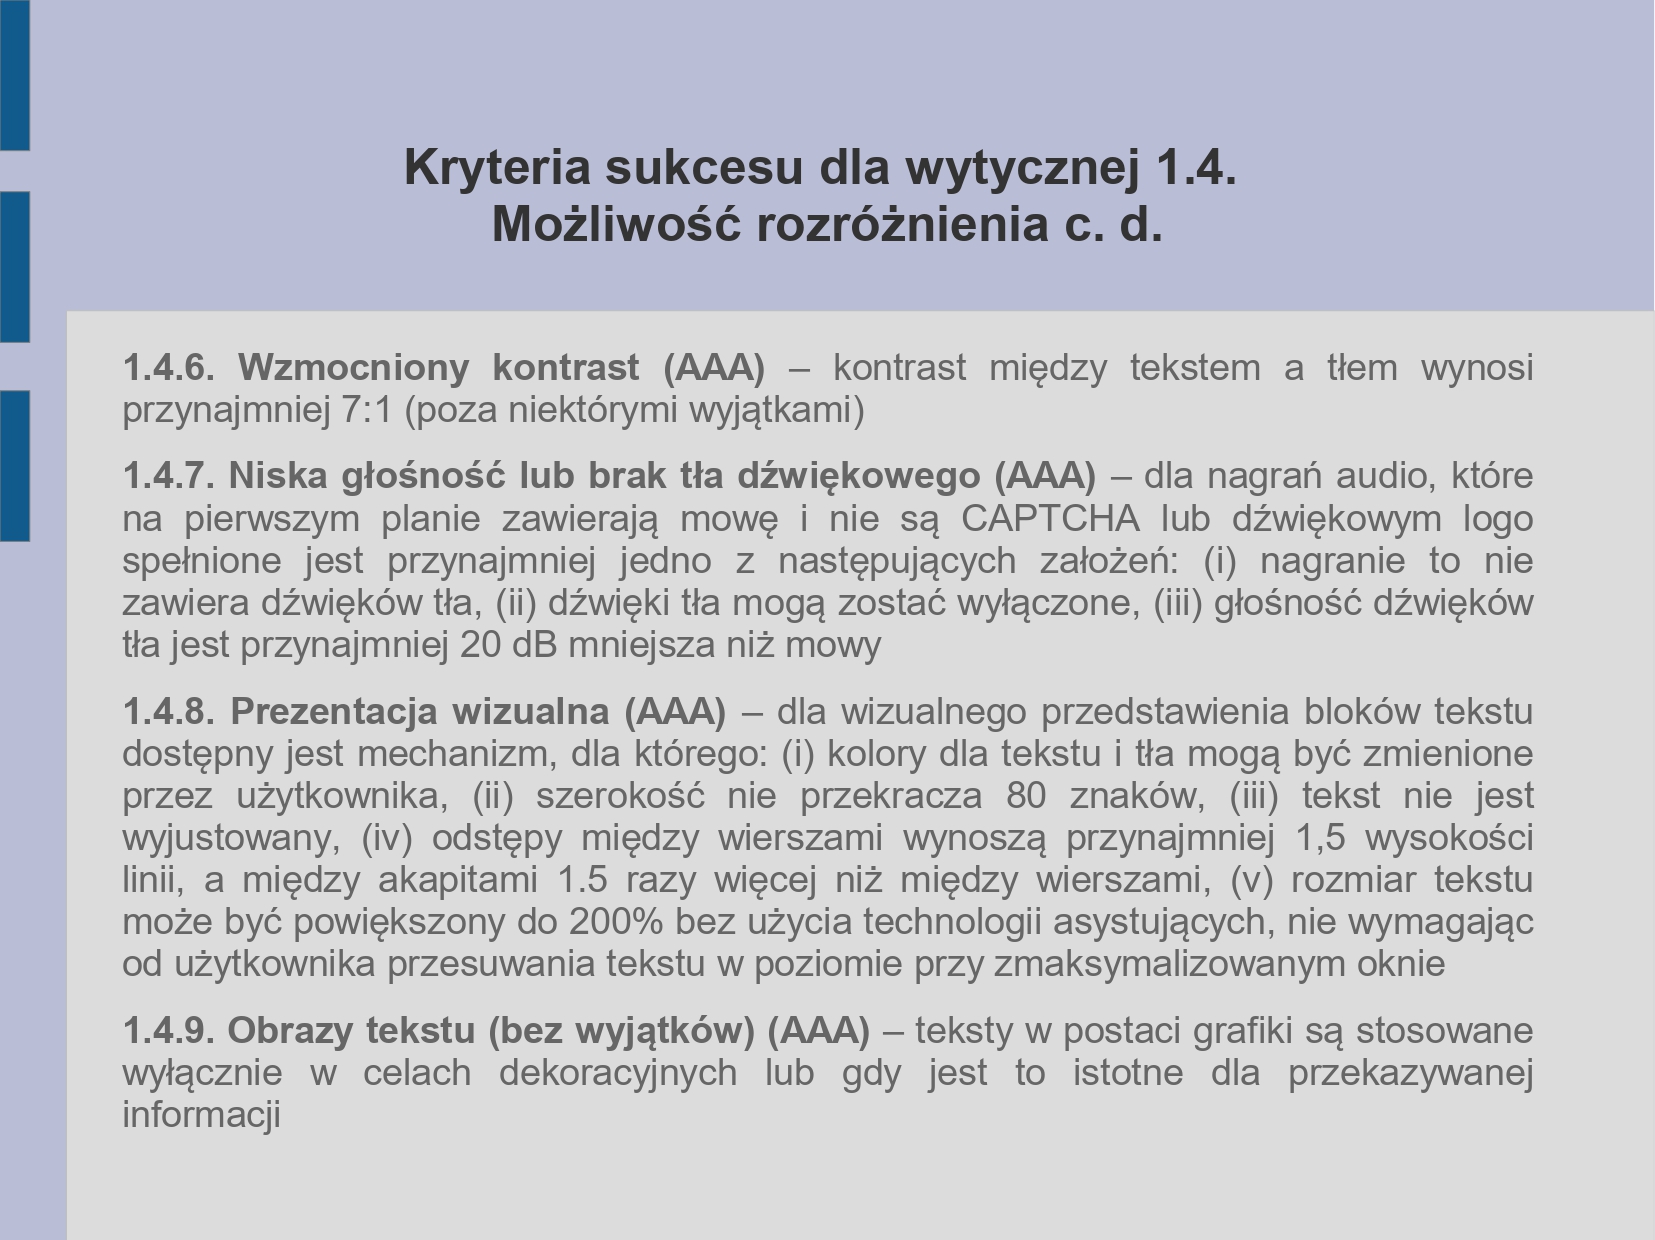 Kryteria sukcesu dla wytycznej 1.4.
Możliwość rozróżnienia c. d.
1.4.6. Wzmocniony kontrast (AAA) – kontrast między tekstem a tłem wynosi
przynajmniej 7:1 (poza niektórymi wyjątkami)
1.4.7. Niska głośność lub brak tła dźwiękowego (AAA) – dla nagrań audio, które
na pierwszym planie zawierają mowę i nie są CAPTCHA lub dźwiękowym logo
spełnione jest przynajmniej jedno z następujących założeń: (i) nagranie to nie
zawiera dźwięków tła, (ii) dźwięki tła mogą zostać wyłączone, (iii) głośność dźwięków
tła jest przynajmniej 20 dB mniejsza niż mowy
1.4.8. Prezentacja wizualna (AAA) – dla wizualnego przedstawienia bloków tekstu
dostępny jest mechanizm, dla którego: (i) kolory dla tekstu i tła mogą być zmienione
przez użytkownika, (ii) szerokość nie przekracza 80 znaków, (iii) tekst nie jest
wyjustowany, (iv) odstępy między wierszami wynoszą przynajmniej 1,5 wysokości
linii, a między akapitami 1.5 razy więcej niż między wierszami, (v) rozmiar tekstu
może być powiększony do 200% bez użycia technologii asystujących, nie wymagając
od użytkownika przesuwania tekstu w poziomie przy zmaksymalizowanym oknie
1.4.9. Obrazy tekstu (bez wyjątków) (AAA) – teksty w postaci grafiki są stosowane
wyłącznie w celach dekoracyjnych lub gdy jest to istotne dla przekazywanej
informacji